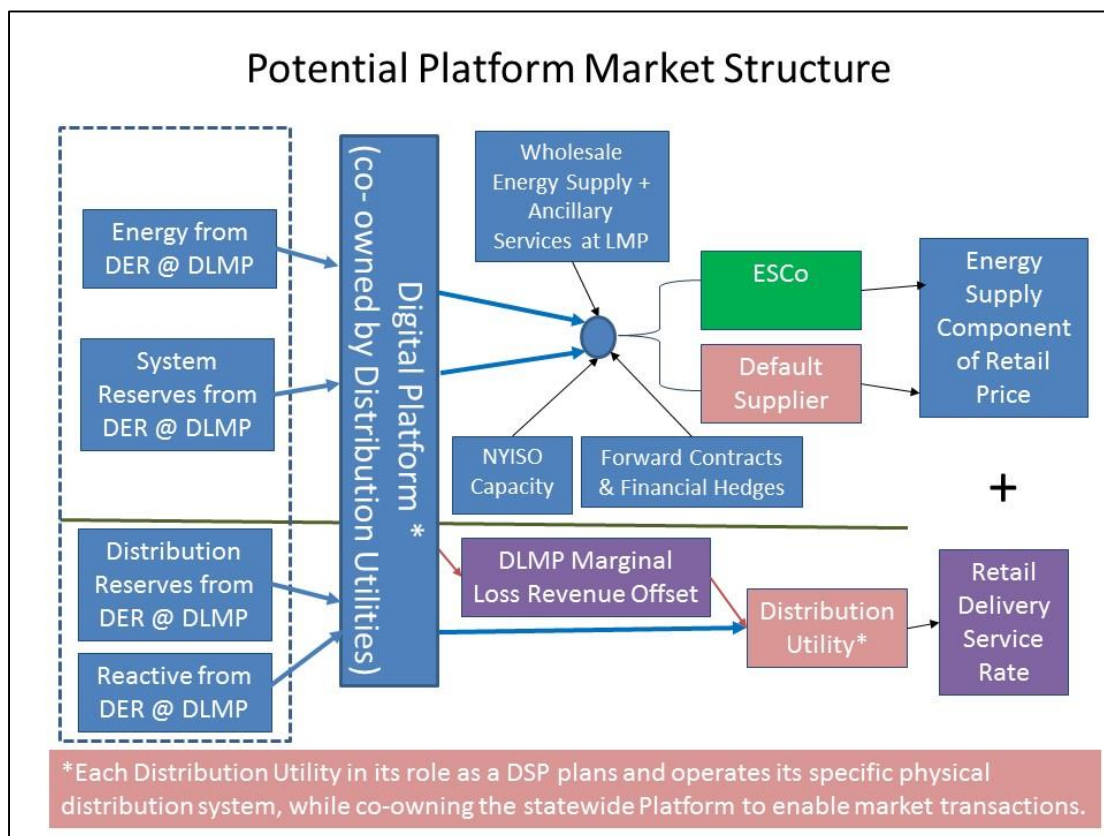 Potential Platform Market Structure
Energy from
DER @ DLMP
System
Reserves from
DER @ DLMP
Distribution
Reserves from
DER @ DLMP
Reactive from
DER @ DLMP
Digital Platform *
(co- owned by Distribution Utilities)
Wholesale
Energy Supply +
Ancillary
Services at LMP
NYISO
Capacity
Forward Contracts
& Financial Hedges
ESCo
Default
Supplier
Energy
Supply
Component
of Retail
Price
+
DLMP Marginal
Loss Revenue Offset
Distribution
Utility*
Retail
Delivery
Service
Rate
*Each Distribution Utility in its role as a DSP plans and operates its specific physical
distribution system, while co-owning the statewide Platform to enable market transactions.